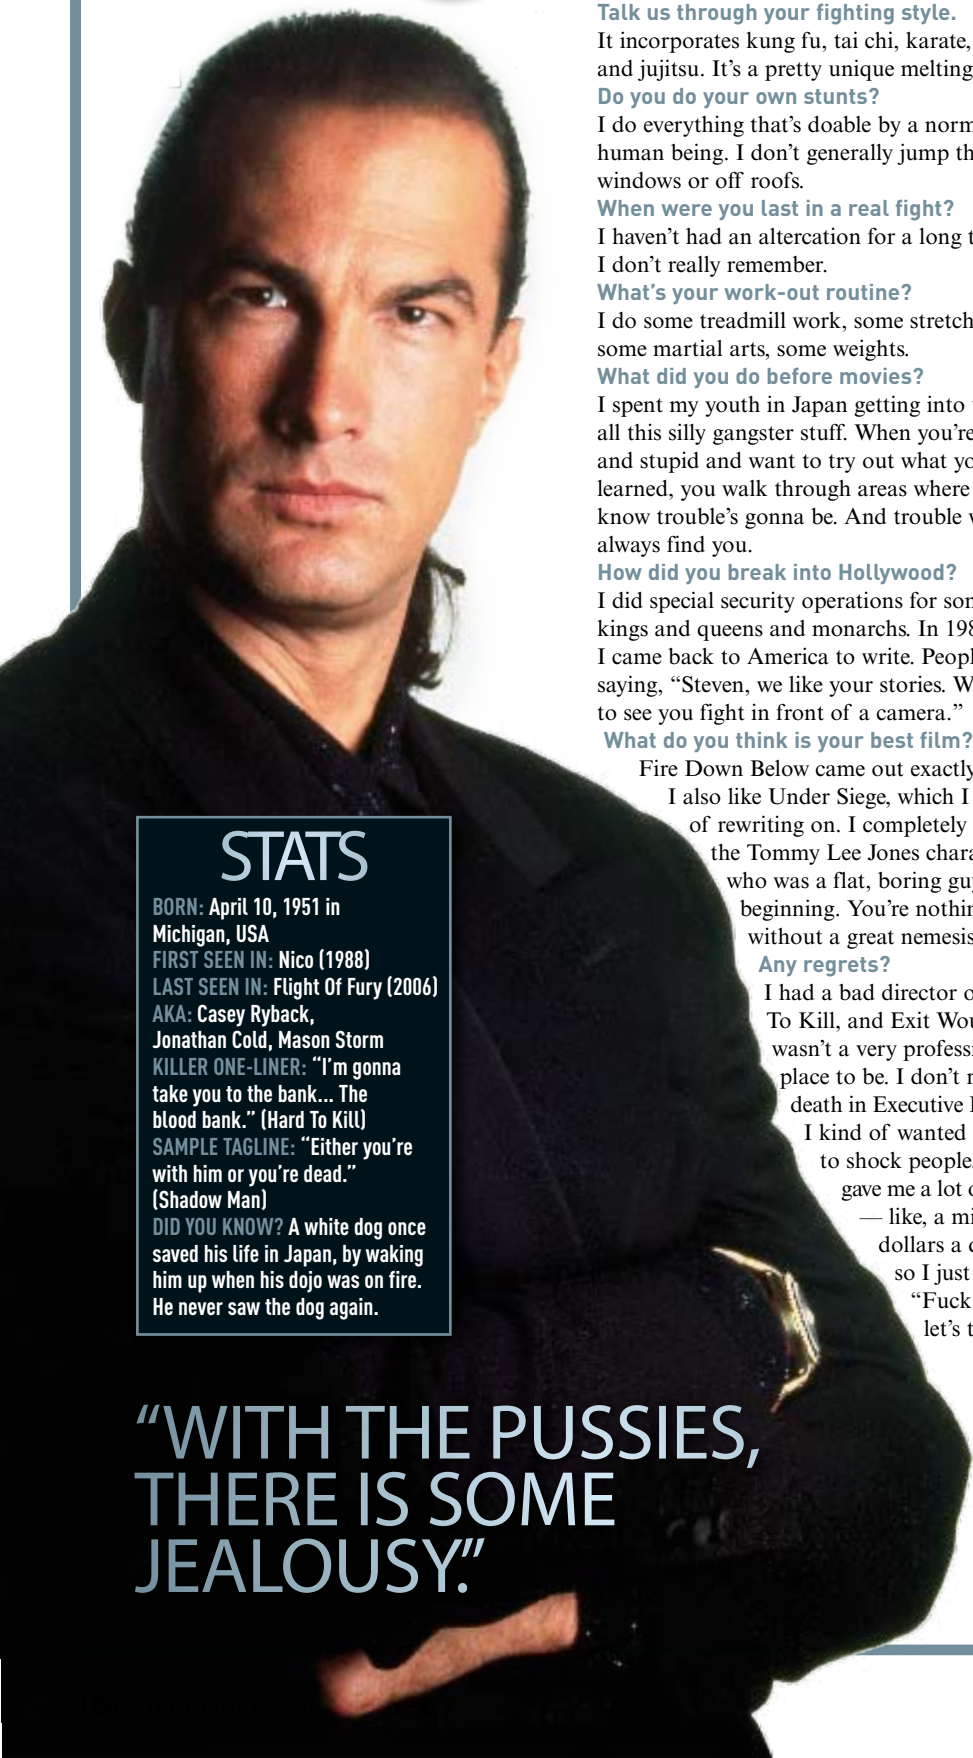 Talk us through your fighting style.
It incorporates kung fu, tai chi, karate,
and jujitsu. It's a pretty unique melting
Do you do your own stunts?
I do everything that's doable by a norm
human being. I don't generally jump th
windows or off roofs.
When were you last in a real fight?
I haven't had an altercation for a long t
I don't really remember.
What's your work-out routine?
I do some treadmill work, some stretch
some martial arts, some weights.
What did you do before movies?
I spent my youth in Japan getting into
all this silly gangster stuff. When you're
and stupid and want to try out what yo
learned, you walk through areas where
know trouble's gonna be. And trouble w
always find you.
How did you break into Hollywood?
I did special security operations for som
kings and queens and monarchs. In 198
I came back to America to write. Peopl
saying, “Steven, we like your stories. W
to see you fight in front of a camera.”
What do you think is your best film?
Fire Down Below came out exactly
I also like Under Siege, which I
of rewriting on. I completely
the Tommy Lee Jones chara
who was a flat, boring guy
beginning. You're nothin
without a great nemesis
Any regrets?
I had a bad director o
To Kill, and Exit Wou
wasn't a very professi
place to be. I don't r
death in Executive
I kind of wanted
to shock people.
gave me a lot o
— like, a mi
dollars a d
so I just
“Fuck
let's t
STATS
BORN: April 10, 1951 in
Michigan, USA
FIRST SEEN IN: Nico (1988)
LAST SEEN IN: Flight Of Fury (2006)
AKA: Casey Ryback,
Jonathan Cold, Mason Storm
KILLER ONE-LINER: “I'm gonna
take you to the bank... The
blood bank.” (Hard To Kill)
SAMPLE TAGLINE: “Either you're
with him or you're dead.”
(Shadow Man)
DID YOU KNOW? A white dog once
saved his life in Japan, by waking
him up when his dojo was on fire.
He never saw the dog again.
“WITH THE PUSSIES,
THERE IS SOME
JEALOUSY.”